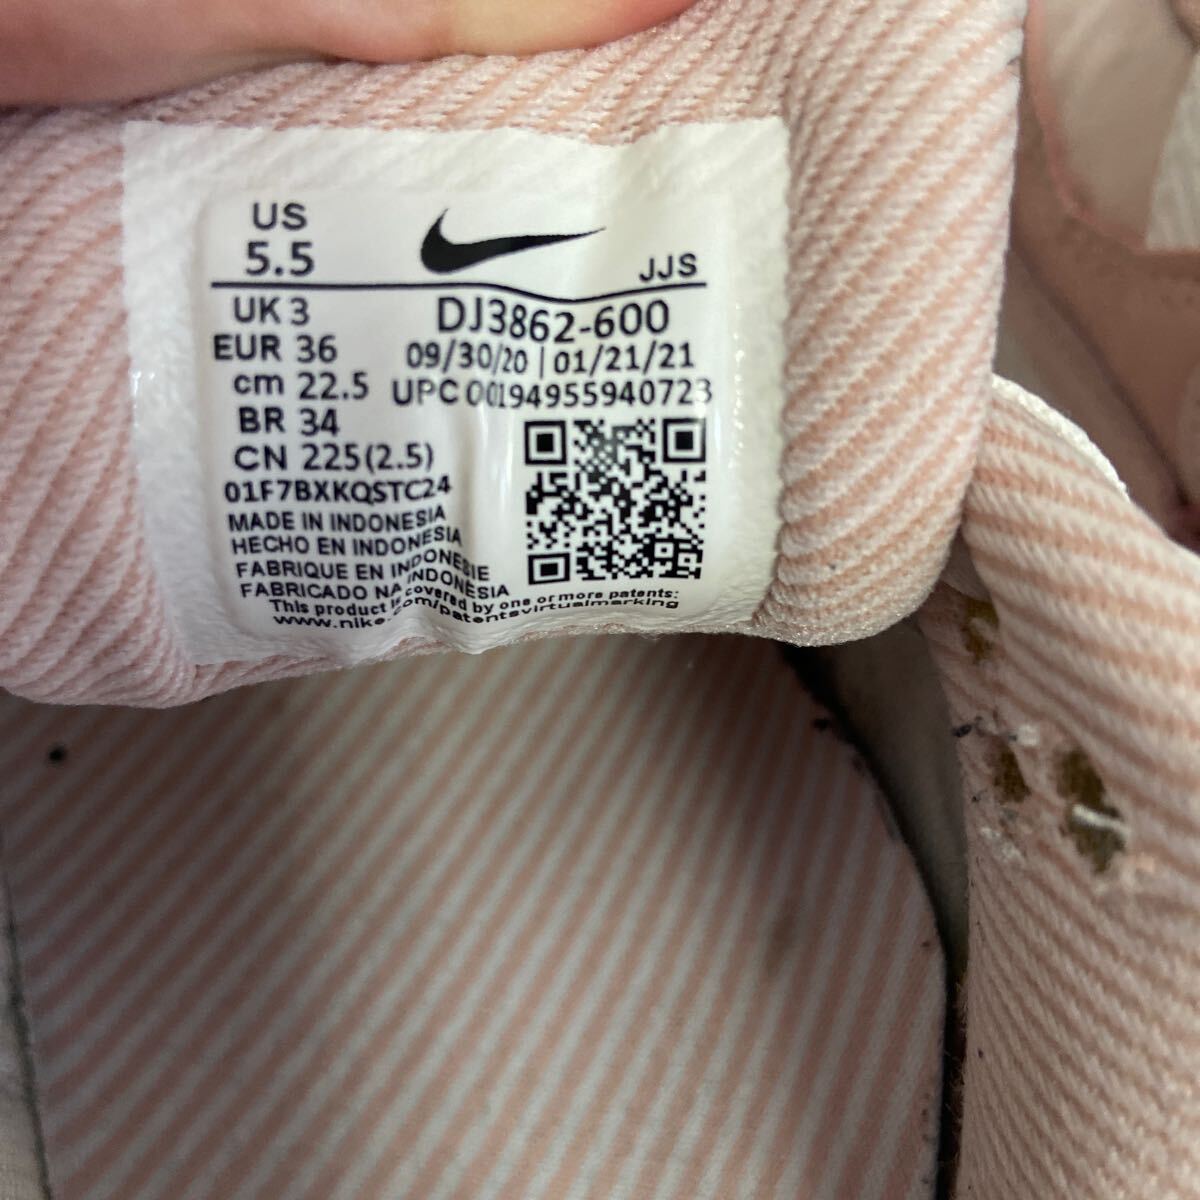 US
5.5
JJS
UK 3
DJ3862-600
EUR 36
09/30/20 | 01/21/21
cm 22.5
UPC 00194955940723
BR 34
CN 225(2.5)
01F7BXKQSTC24
MADE IN INDONESIA
HECHO EN INDONESIA
FABRIQUE EN INDONESIE
FABRICADO NA INDONÉSIA
This product is covered by one or more patents:
www.nike.com/patentsvirtualmarking